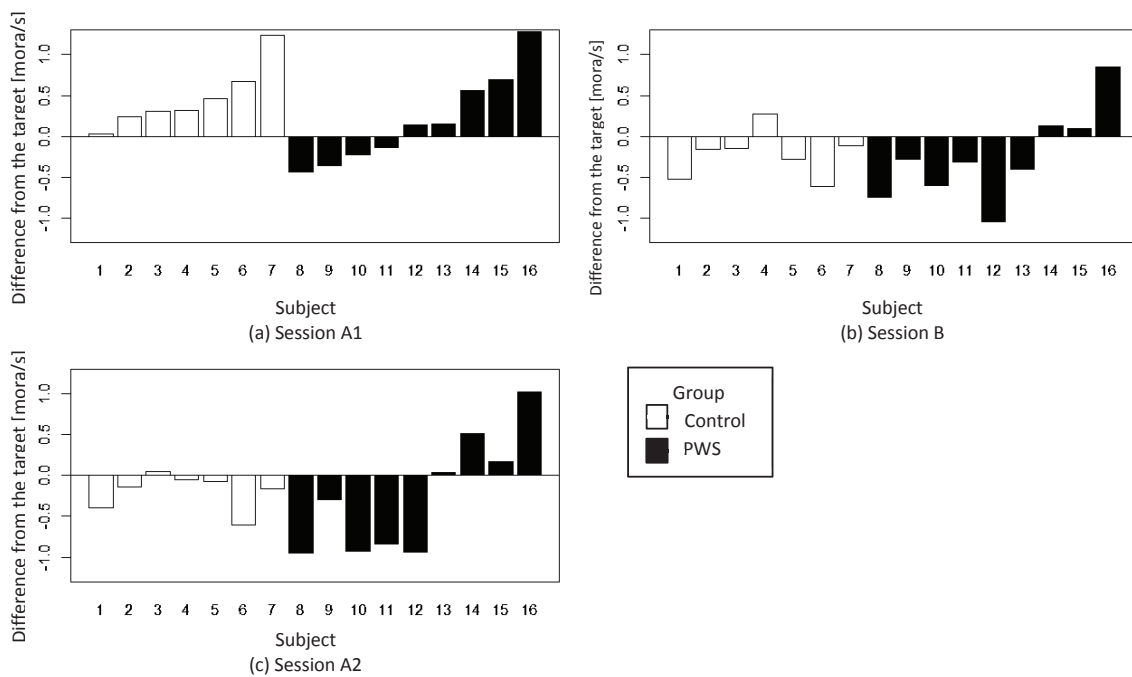 Difference from the target [mora/s]
1.0
0.5
0.0
-0.5
-1.0
1 2 3 4 5 6 7 8 9 10 11 12 13 14 15 16
Subject
(a) Session A1
Difference from the target [mora/s]
1.0
0.5
0.0
-0.5
-1.0
1 2 3 4 5 6 7 8 9 10 11 12 13 14 15 16
Subject
(b) Session B
Difference from the target [mora/s]
1.0
0.5
0.0
-0.5
-1.0
1 2 3 4 5 6 7 8 9 10 11 12 13 14 15 16
Subject
(c) Session A2
Group
Control
PWS